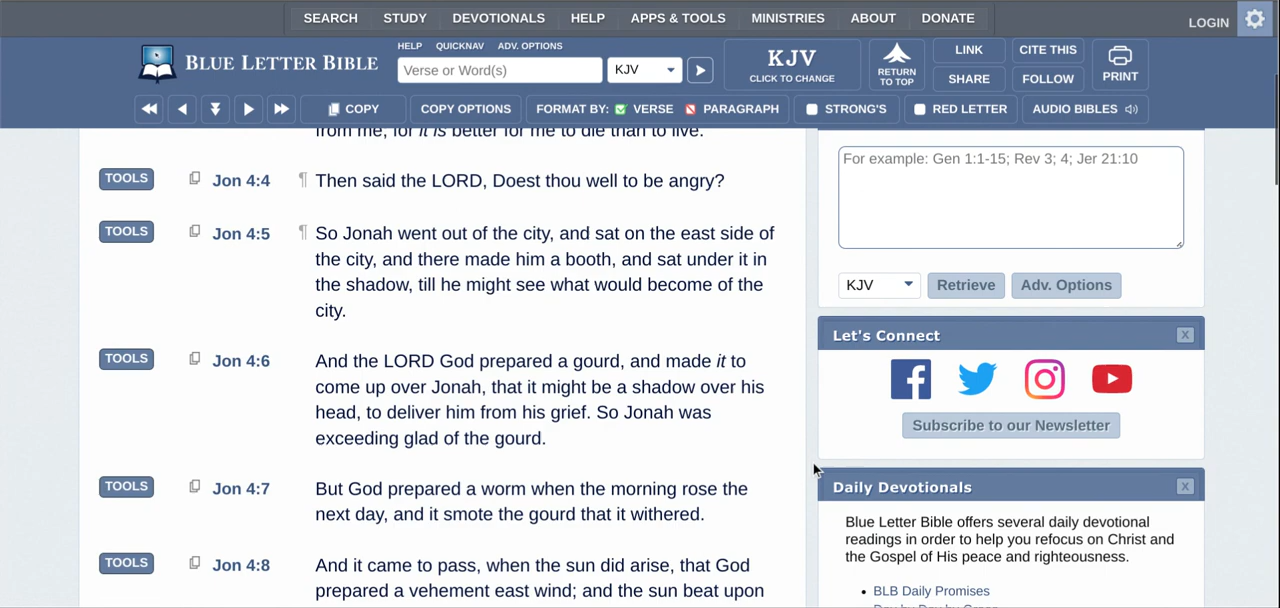 SEARCH STUDY DEVOTIONALS HELP APPS & TOOLS MINISTRIES ABOUT DONATE
LOGIN
BLUE LETTER BIBLE
HELP QUICKNAV ADV. OPTIONS
Verse or Word(s) KJV
KJV
CLICK TO CHANGE
RETURN
TO TOP
LINK CITE THIS
SHARE FOLLOW
PRINT
COPY COPY OPTIONS FORMAT BY: VERSE PARAGRAPH STRONG'S RED LETTER AUDIO BIBLES
from me; for it is better for me to die than to live.
TOOLS Jon 4:4 ¶ Then said the LORD, Doest thou well to be angry?
TOOLS Jon 4:5 ¶ So Jonah went out of the city, and sat on the east side of
the city, and there made him a booth, and sat under it in
the shadow, till he might see what would become of the
city.
TOOLS Jon 4:6 And the LORD God prepared a gourd, and made it to
come up over Jonah, that it might be a shadow over his
head, to deliver him from his grief. So Jonah was
exceeding glad of the gourd.
TOOLS Jon 4:7 But God prepared a worm when the morning rose the
next day, and it smote the gourd that it withered.
TOOLS Jon 4:8 And it came to pass, when the sun did arise, that God
prepared a vehement east wind; and the sun beat upon
For example: Gen 1:1-15; Rev 3; 4; Jer 21:10
KJV Retrieve Adv. Options
Let's Connect X
Subscribe to our Newsletter
Daily Devotionals X
Blue Letter Bible offers several daily devotional
readings in order to help you refocus on Christ and
the Gospel of His peace and righteousness.
• BLB Daily Promises